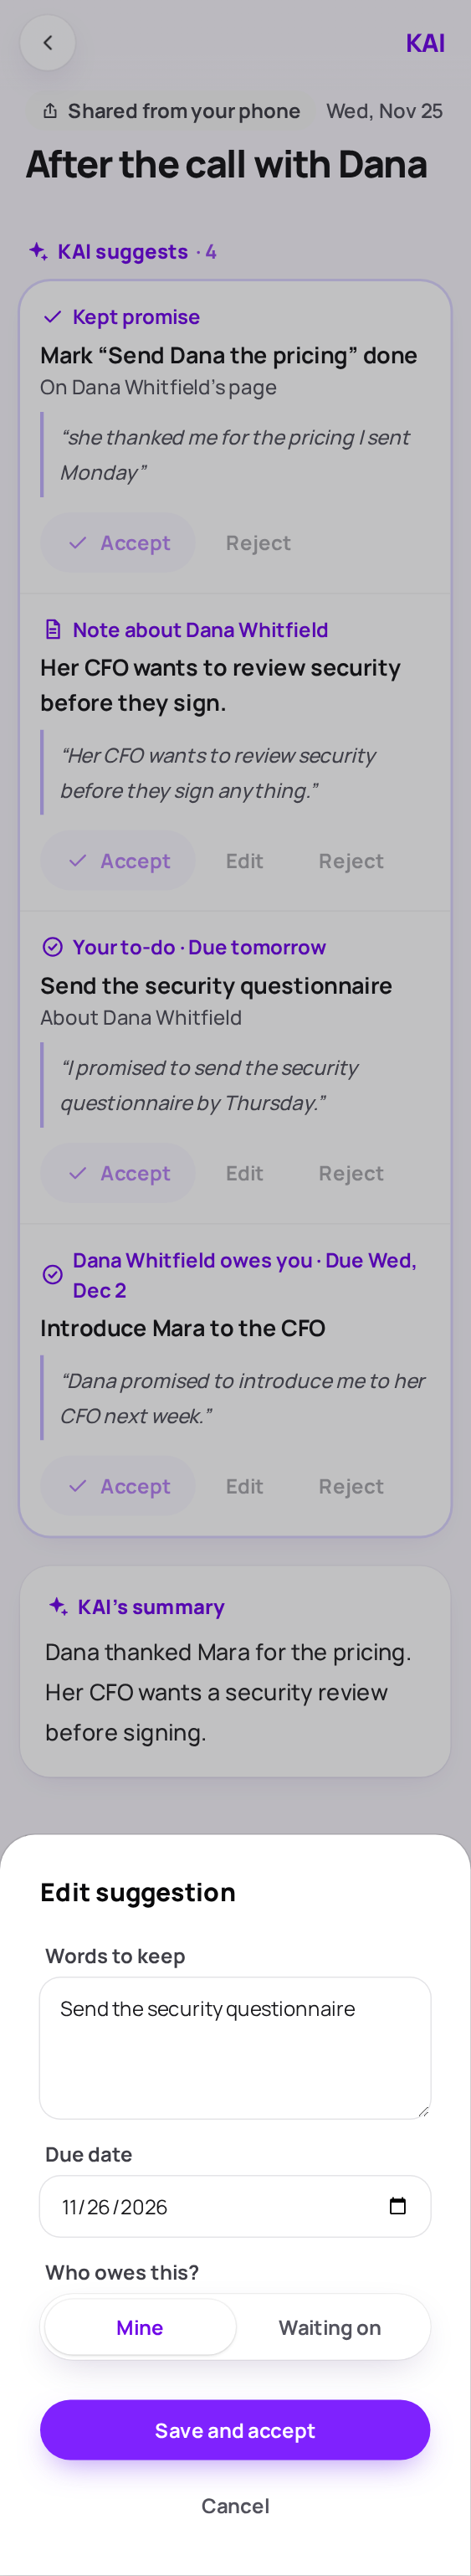 KAI
Shared from your phone Wed, Nov 25
After the call with Dana
KAI suggests · 4
Kept promise
Mark “Send Dana the pricing” done
On Dana Whitfield’s page
“she thanked me for the pricing I sent
Monday”
Accept Reject
Note about Dana Whitfield
Her CFO wants to review security
before they sign.
“Her CFO wants to review security
before they sign anything.”
Accept Edit Reject
Your to-do · Due tomorrow
Send the security questionnaire
About Dana Whitfield
“I promised to send the security
questionnaire by Thursday.”
Accept Edit Reject
Dana Whitfield owes you · Due Wed,
Dec 2
Introduce Mara to the CFO
“Dana promised to introduce me to her
CFO next week.”
Accept Edit Reject
KAI’s summary
Dana thanked Mara for the pricing.
Her CFO wants a security review
before signing.
Edit suggestion
Words to keep
Send the security questionnaire
Due date
11/26/2026
Who owes this?
Mine Waiting on
Save and accept
Cancel